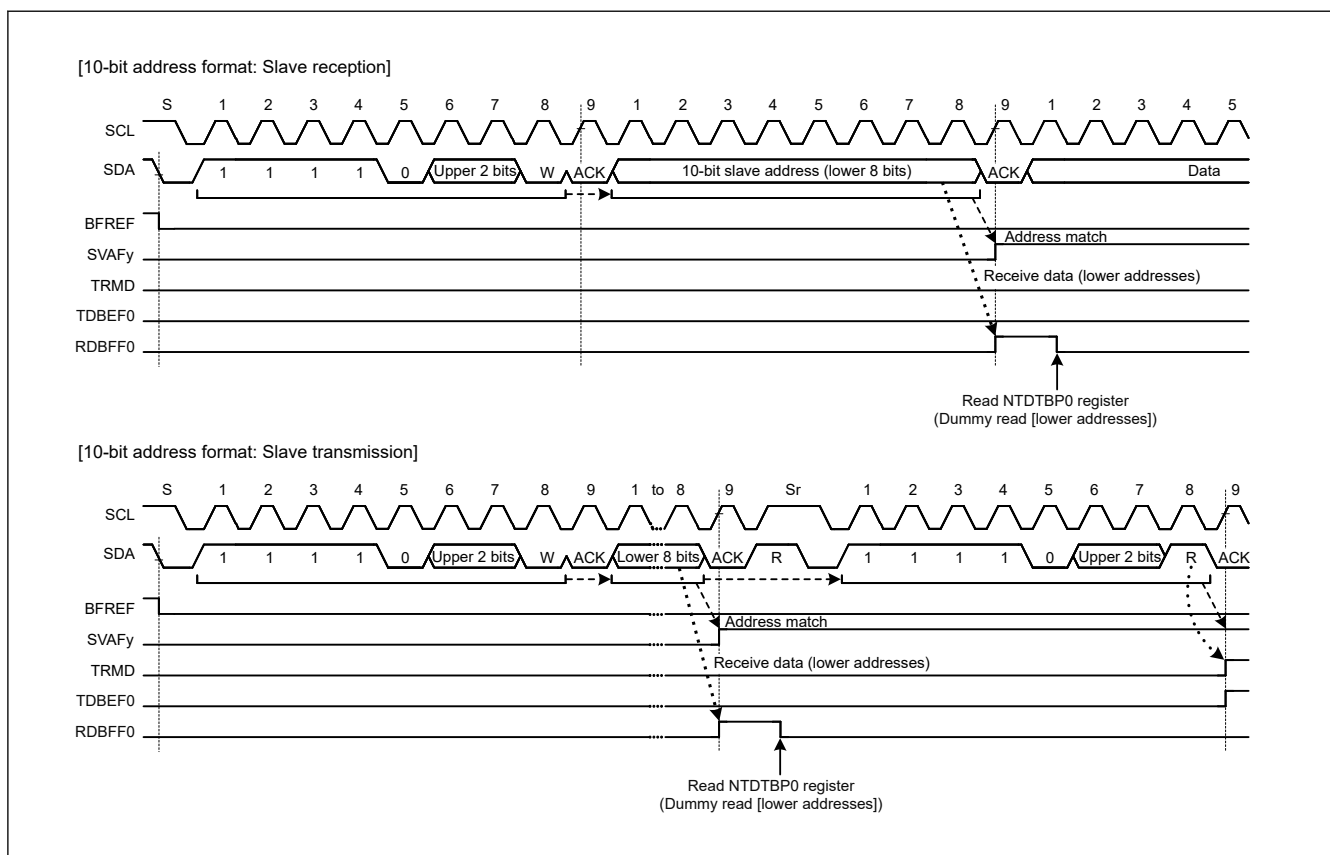 [10-bit address format: Slave reception]
S 1 2 3 4 5 6 7 8 9 1 2 3 4 5 6 7 8 9 1 2 3 4 5
SCL
SDA 1 1 1 1 0 Upper 2 bits W ACK 10-bit slave address (lower 8 bits) ACK Data
BFREF
Address match
SVAFy
Receive data (lower addresses)
TRMD
TDBEF0
RDBFF0
Read NTDTBP0 register
(Dummy read [lower addresses])
[10-bit address format: Slave transmission]
S 1 2 3 4 5 6 7 8 9 1 to 8 9 Sr 1 2 3 4 5 6 7 8 9
SCL
SDA 1 1 1 1 0 Upper 2 bits W ACK Lower 8 bits ACK R 1 1 1 1 0 Upper 2 bits R ACK
BFREF
Address match
SVAFy
Receive data (lower addresses)
TRMD
TDBEF0
RDBFF0
Read NTDTBP0 register
(Dummy read [lower addresses])